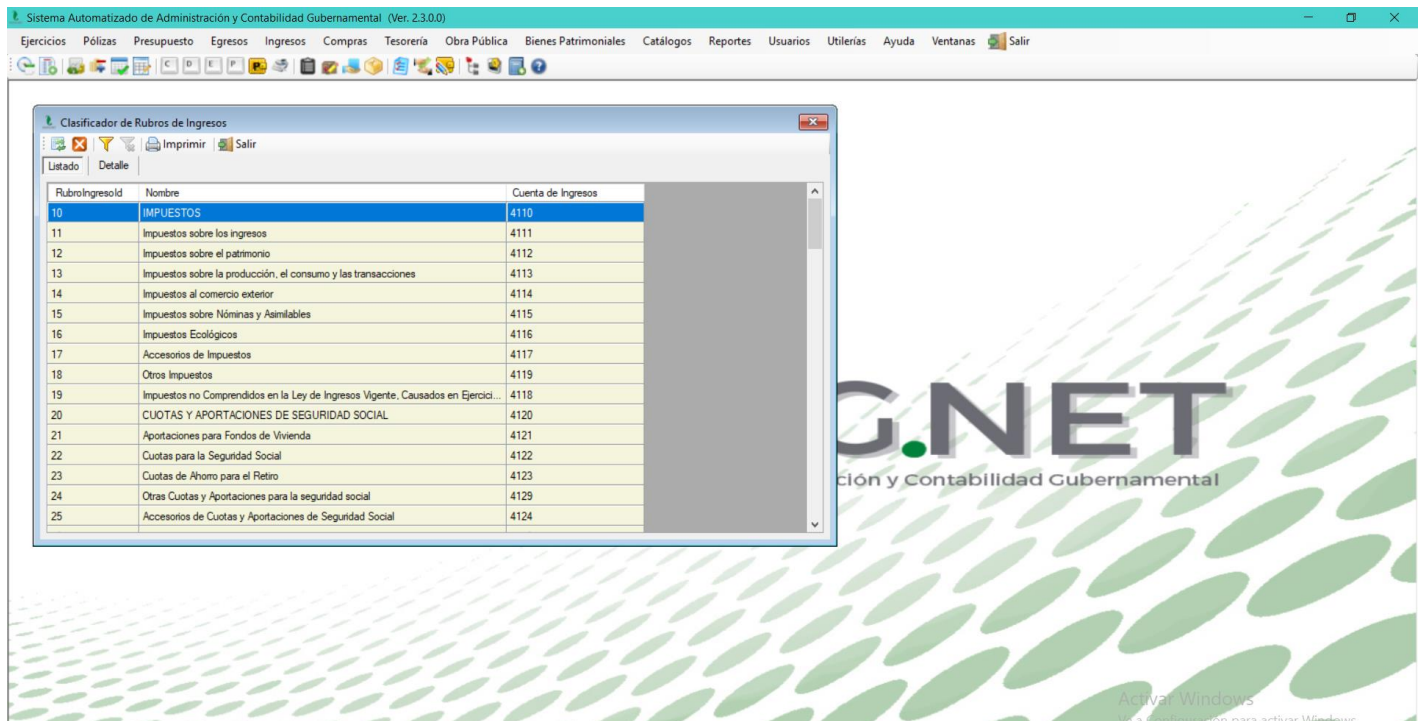 Sistema Automatizado de Administración y Contabilidad Gubernamental (Ver. 2.3.0.0)
Ejercicios Pólizas Presupuesto Egresos Ingresos Compras Tesorería Obra Pública Bienes Patrimoniales Catálogos Reportes Usuarios Utilerías Ayuda Ventanas Salir
C D E P P
Clasificador de Rubros de Ingresos
Imprimir Salir
Listado Detalle
RubroIngresoId Nombre Cuenta de Ingresos
10 IMPUESTOS 4110
11 Impuestos sobre los ingresos 4111
12 Impuestos sobre el patrimonio 4112
13 Impuestos sobre la producción, el consumo y las transacciones 4113
14 Impuestos al comercio exterior 4114
15 Impuestos sobre Nóminas y Asimilables 4115
16 Impuestos Ecológicos 4116
17 Accesorios de Impuestos 4117
18 Otros Impuestos 4119
19 Impuestos no Comprendidos en la Ley de Ingresos Vigente, Causados en Ejercici... 4118
20 CUOTAS Y APORTACIONES DE SEGURIDAD SOCIAL 4120
21 Aportaciones para Fondos de Vivienda 4121
22 Cuotas para la Seguridad Social 4122
23 Cuotas de Ahorro para el Retiro 4123
24 Otras Cuotas y Aportaciones para la seguridad social 4129
25 Accesorios de Cuotas y Aportaciones de Seguridad Social 4124
G.NET
ción y Contabilidad Gubernamental
Activar Windows